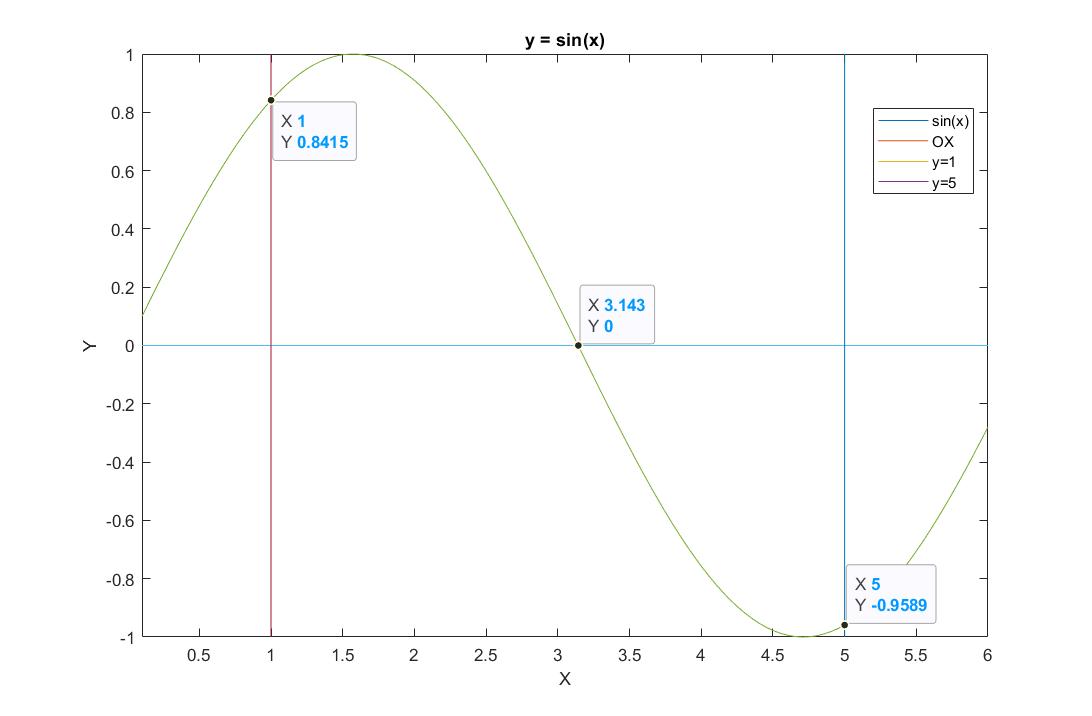 y = sin(x)
1
0.8
0.6
0.4
0.2
0
-0.2
-0.4
-0.6
-0.8
-1
Y
X 1
Y 0.8415
sin(x)
OX
y=1
y=5
X 3.143
Y 0
X 5
Y -0.9589
0.5 1 1.5 2 2.5 3 3.5 4 4.5 5 5.5 6
X